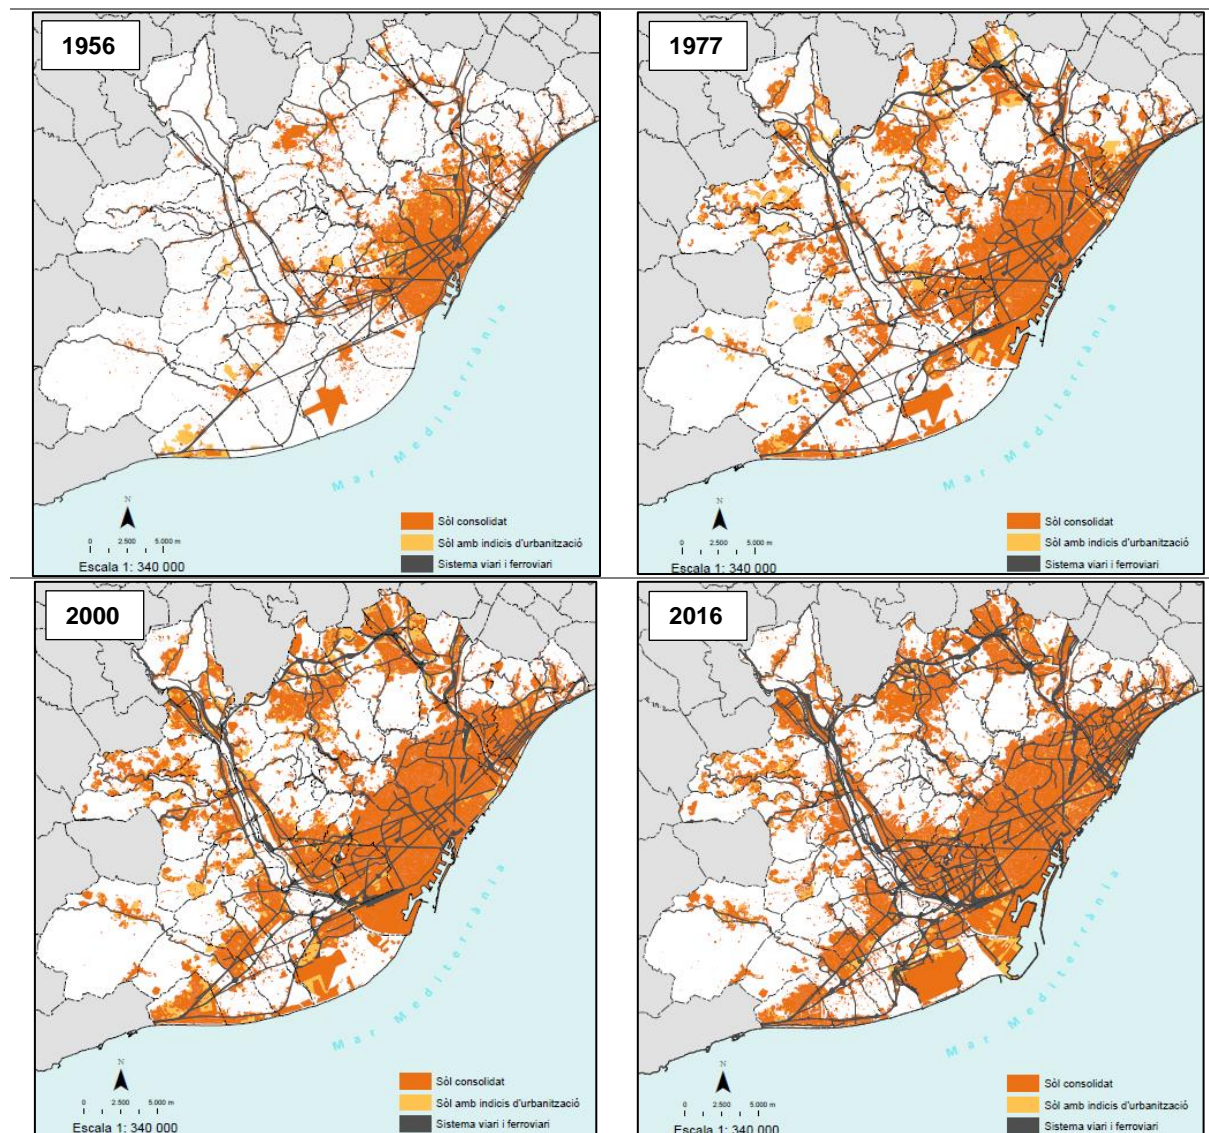 1956
Mar Mediterrània
N
0 2.500 5.000 m
Escala 1: 340 000
Sòl consolidat
Sòl amb indicis d'urbanització
Sistema viari i ferroviari
1977
Mar Mediterrània
N
0 2.500 5.000 m
Escala 1: 340 000
Sòl consolidat
Sòl amb indicis d'urbanització
Sistema viari i ferroviari
2000
Mar Mediterrània
N
0 2.500 5.000 m
Escala 1: 340 000
Sòl consolidat
Sòl amb indicis d'urbanització
Sistema viari i ferroviari
2016
Mar Mediterrània
N
0 2.500 5.000 m
Escala 1: 340 000
Sòl consolidat
Sòl amb indicis d'urbanització
Sistema viari i ferroviari